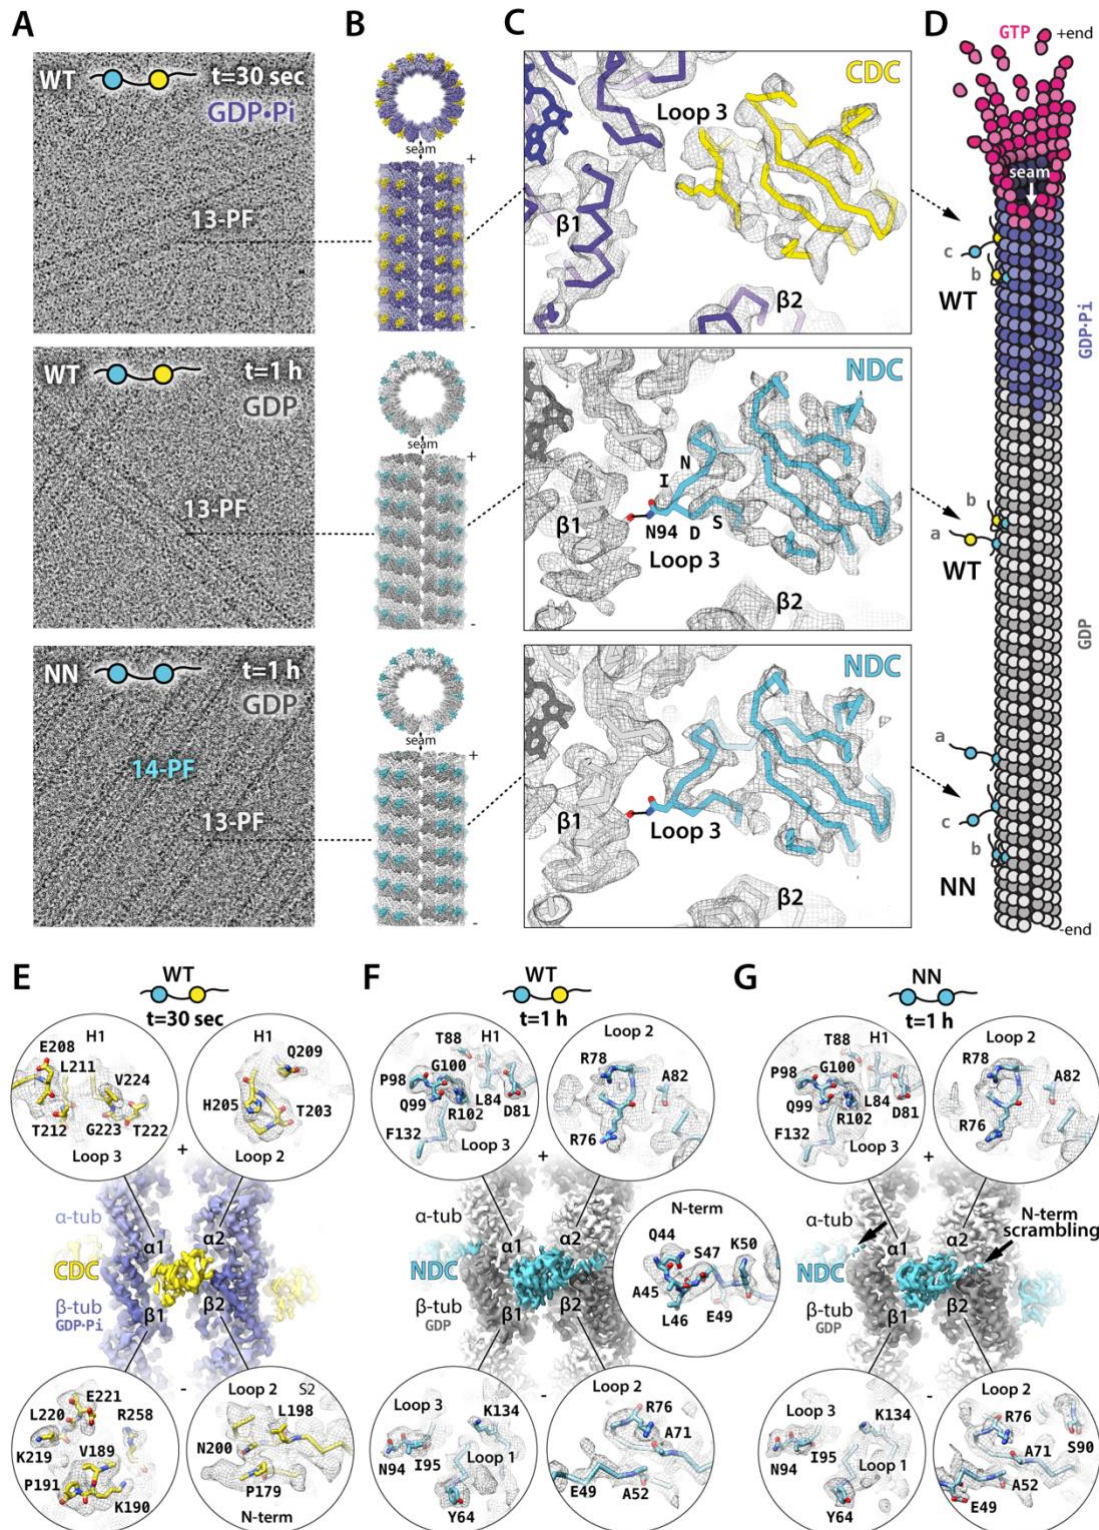 A
B
C
D
WT
t=30 sec
GDP•Pi
13-PF
seam
+
-
Loop 3
CDC
β1
β2
GTP
+end
seam
c
b
WT
GDP•Pi
WT
t=1 h
GDP
13-PF
seam
+
-
NDC
N
I
β1
N94 D
S
Loop 3
β2
b
a
WT
GDP
NN
t=1 h
GDP
14-PF
13-PF
seam
+
-
NDC
β1
Loop 3
β2
a
c
b
NN
-end
E
WT
t=30 sec
H1
E208
L211
V224
T212
G223
T222
Loop 3
H1
Q209
H205
T203
Loop 2
+
α-tub
CDC
β-tub
GDP•Pi
α1
α2
β1
β2
-
E221
L220
R258
K219
V189
P191
K190
Loop 2
S2
L198
N200
P179
N-term
F
WT
t=1 h
T88
H1
P98
G100
Q99
L84
R102
D81
F132
Loop 3
Loop 2
R78
A82
R76
+
α-tub
NDC
β-tub
GDP
α1
α2
β1
β2
-
N-term
Q44
S47
K50
A45
L46
E49
Loop 3
K134
N94
I95
Loop 1
Y64
Loop 2
R76
A71
E49
A52
G
NN
t=1 h
T88
H1
P98
G100
Q99
L84
R102
D81
F132
Loop 3
Loop 2
R78
A82
R76
+
α-tub
NDC
β-tub
GDP
α1
α2
β1
β2
-
N-term
scrambling
Loop 3
K134
N94
I95
Loop 1
Y64
Loop 2
R76
A71
S90
E49
A52